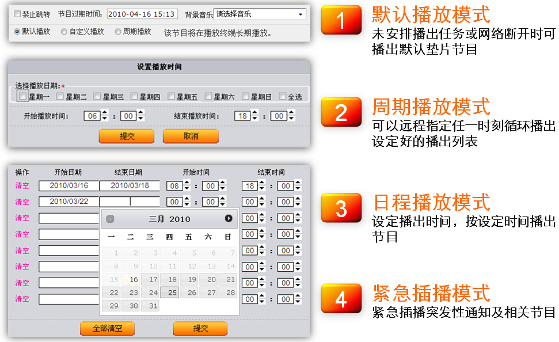 禁止跳转 节目过期时间: 2010-04-16 15:13 背景音乐 请选择音乐
默认播放 自定义播放 周期播放 该节目将在播放终端长期播放。
设置播放时间
选择播放日期:*
星期一 星期二 星期三 星期四 星期五 星期六 星期日 全选
开始播放时间: 06 : 00 结束播放时间: 18 : 00
提交 取消
操作 开始日期 结束日期 开始时间 结束时间
清空 2010/03/16 2010/03/18 08 : 00 18 : 00
清空 2010/03/22 00 : 00 00 : 00
清空 00 : 00
清空 00 : 00
清空 00 : 00
清空 00 : 00
清空 00 : 00
清空 00 : 00
三月 2010
一 二 三 四 五 六 日
1 2 3 4 5 6 7
8 9 10 11 12 13 14
15 16 17 18 19 20 21
22 23 24 25 26 27 28
29 30 31
全部清空 提交
1 默认播放模式
未安排播出任务或网络断开时可
播出默认垫片节目
2 周期播放模式
可以远程指定任一时刻循环播出
设定好的播出列表
3 日程播放模式
设定播出时间，按设定时间播出
节目
4 紧急插播模式
紧急插播突发性通知及相关节目